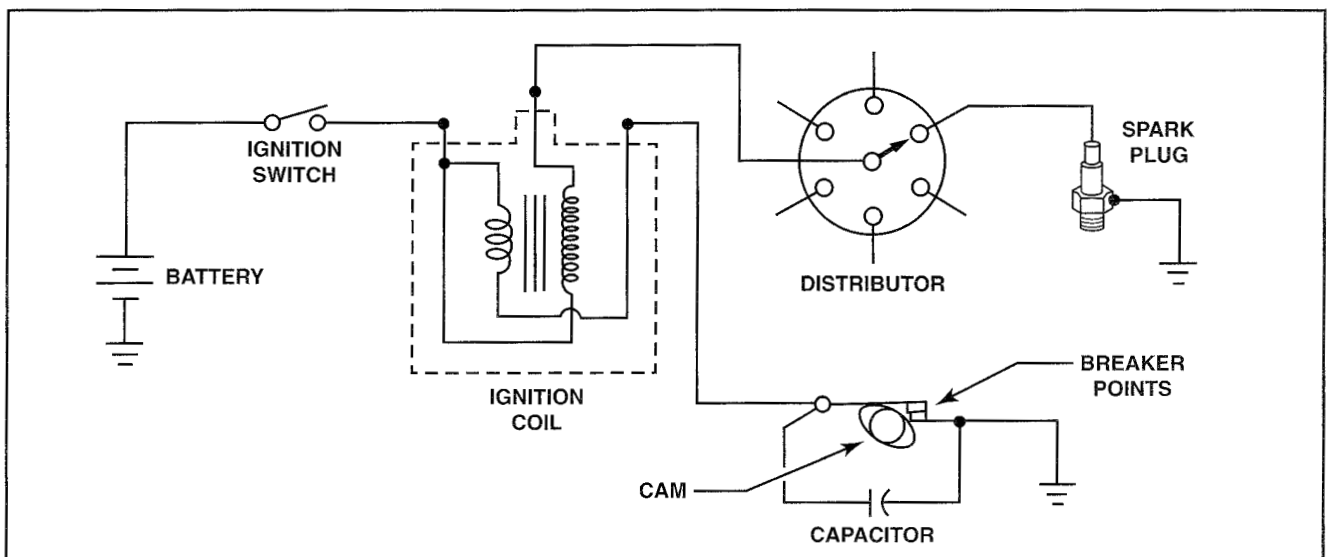 IGNITION
SWITCH
SPARK
PLUG
BATTERY
DISTRIBUTOR
IGNITION
COIL
BREAKER
POINTS
CAM
CAPACITOR